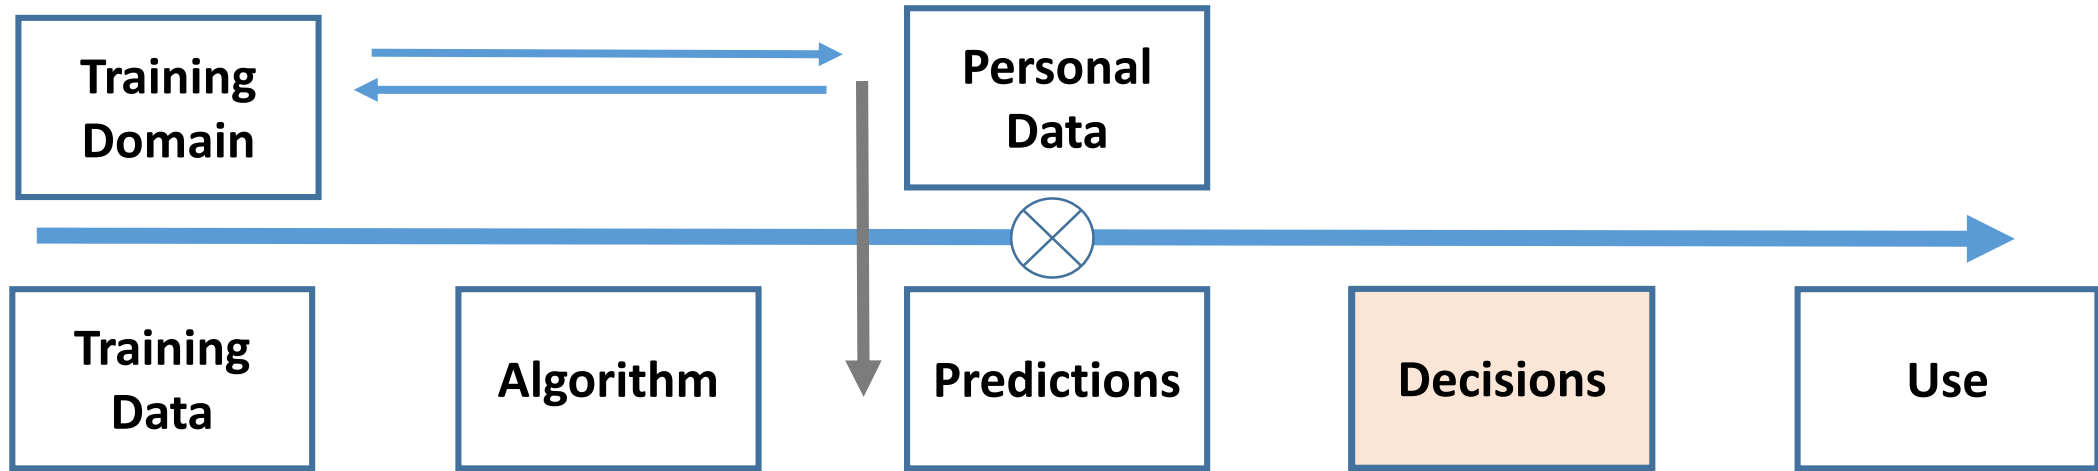 Training
Domain
Personal
Data
Training
Data
Algorithm
Predictions
Decisions
Use